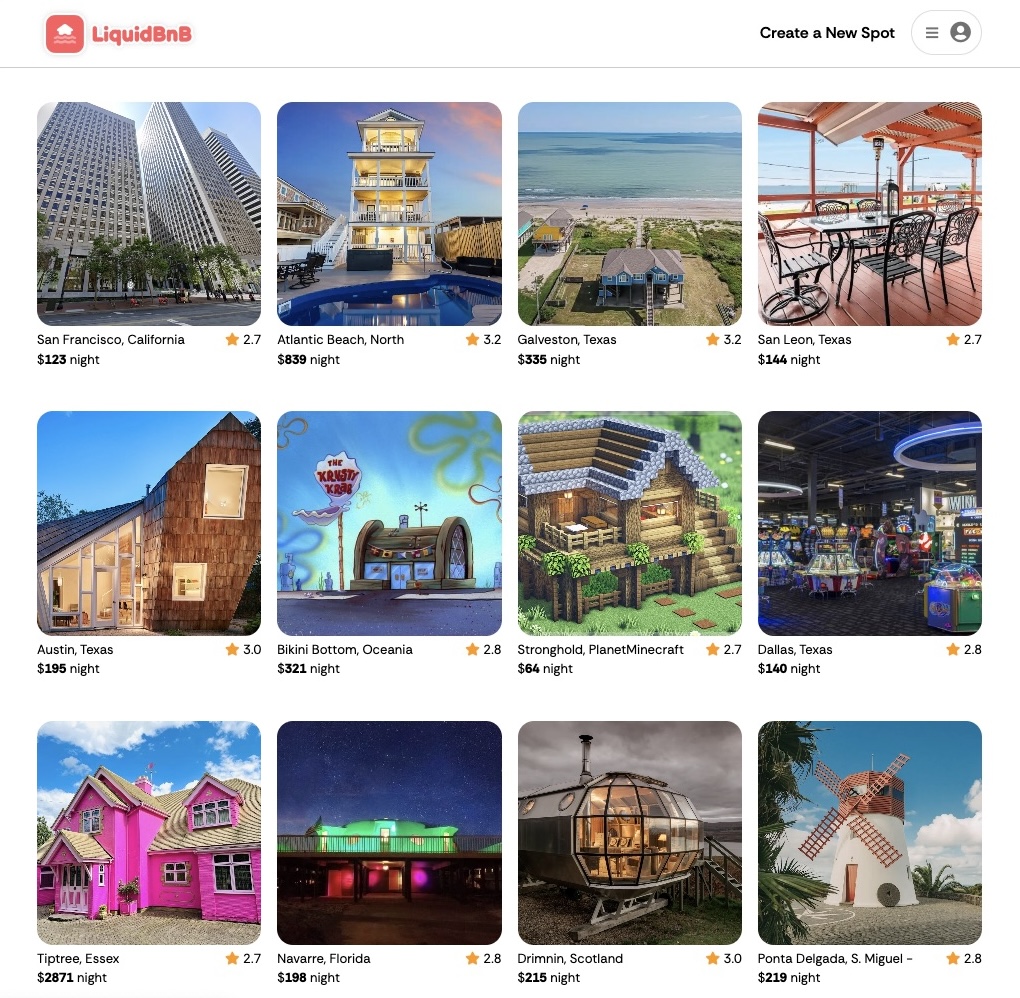 LiquidBnB
Create a New Spot
San Francisco, California 2.7
$123 night
Atlantic Beach, North 3.2
$839 night
Galveston, Texas 3.2
$335 night
San Leon, Texas 2.7
$144 night
THE
KRUSTY
KRAB
WIN
Austin, Texas 3.0
$195 night
Bikini Bottom, Oceania 2.8
$321 night
Stronghold, PlanetMinecraft 2.7
$64 night
Dallas, Texas 2.8
$140 night
Tiptree, Essex 2.7
$2871 night
Navarre, Florida 2.8
$198 night
Drimnin, Scotland 3.0
$215 night
Ponta Delgada, S. Miguel - 2.8
$219 night